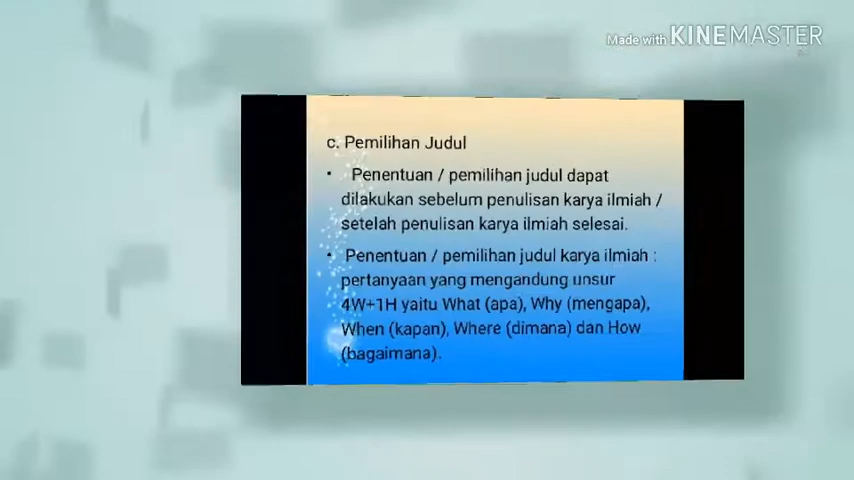 Made with KINEMASTER
c. Pemilihan Judul
• Penentuan / pemilihan judul dapat
dilakukan sebelum penulisan karya ilmiah /
setelah penulisan karya ilmiah selesai.
• Penentuan / pemilihan judul karya ilmiah :
pertanyaan yang mengandung unsur
4W+1H yaitu What (apa), Why (mengapa),
When (kapan), Where (dimana) dan How
(bagaimana).